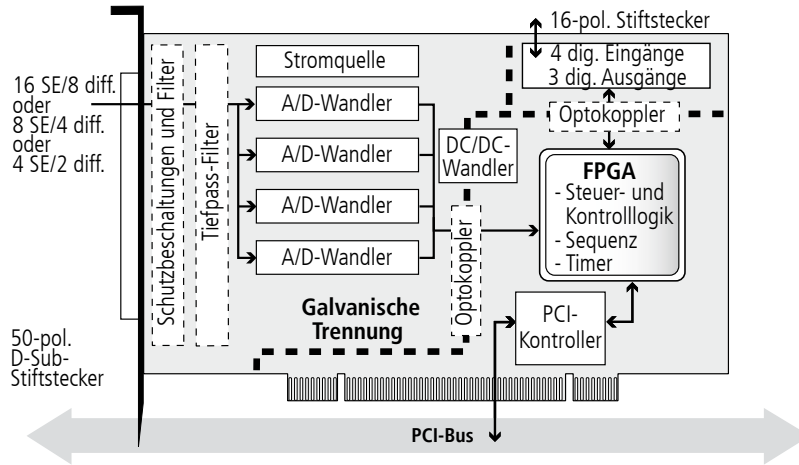 16-pol. Stiftstecker
4 dig. Eingänge
3 dig. Ausgänge
Optokoppler
16 SE/8 diff.
oder
8 SE/4 diff.
oder
4 SE/2 diff.
Schutzbeschaltungen und Filter
Tiefpass-Filter
Stromquelle
A/D-Wandler
A/D-Wandler
A/D-Wandler
A/D-Wandler
DC/DC-
Wandler
Optokoppler
FPGA
- Steuer- und
Kontrolllogik
- Sequenz
- Timer
Galvanische
Trennung
PCI-
Kontroller
50-pol.
D-Sub-
Stiftstecker
PCI-Bus